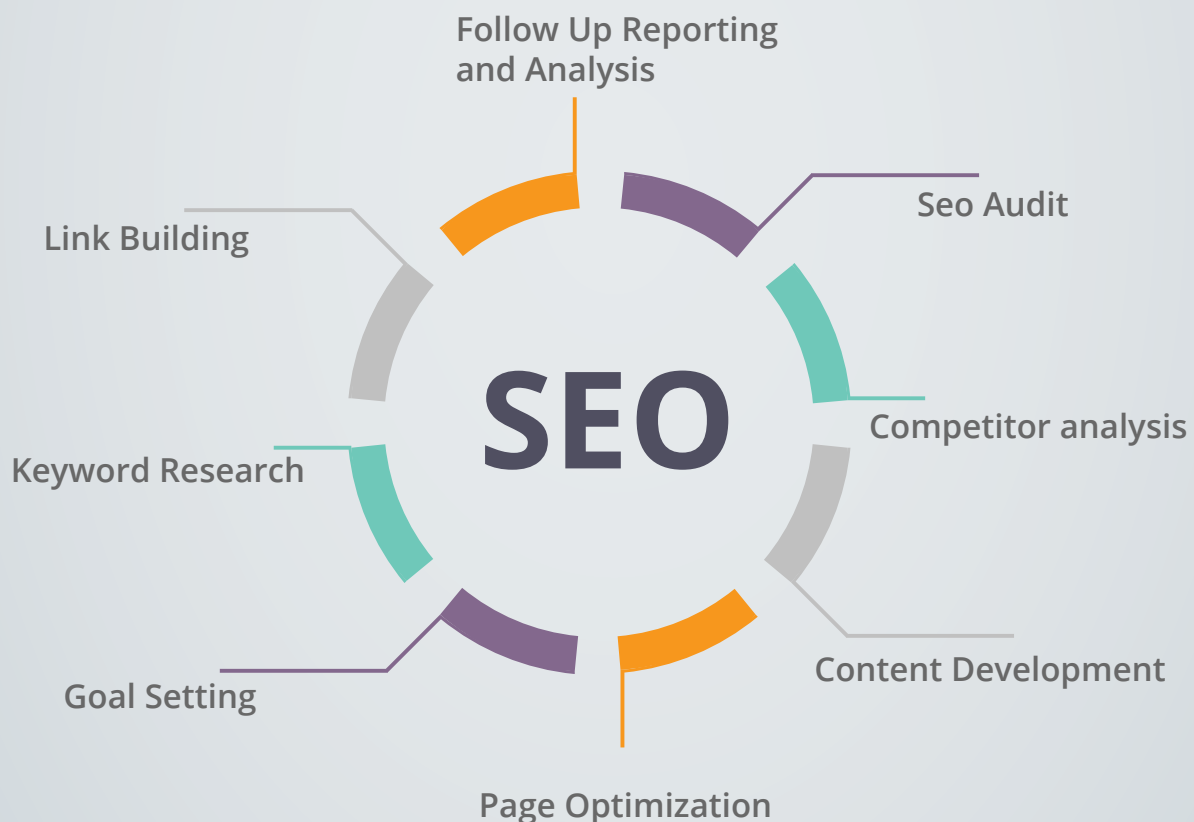 Follow Up Reporting
and Analysis
Seo Audit
Link Building
SEO
Competitor analysis
Keyword Research
Content Development
Goal Setting
Page Optimization